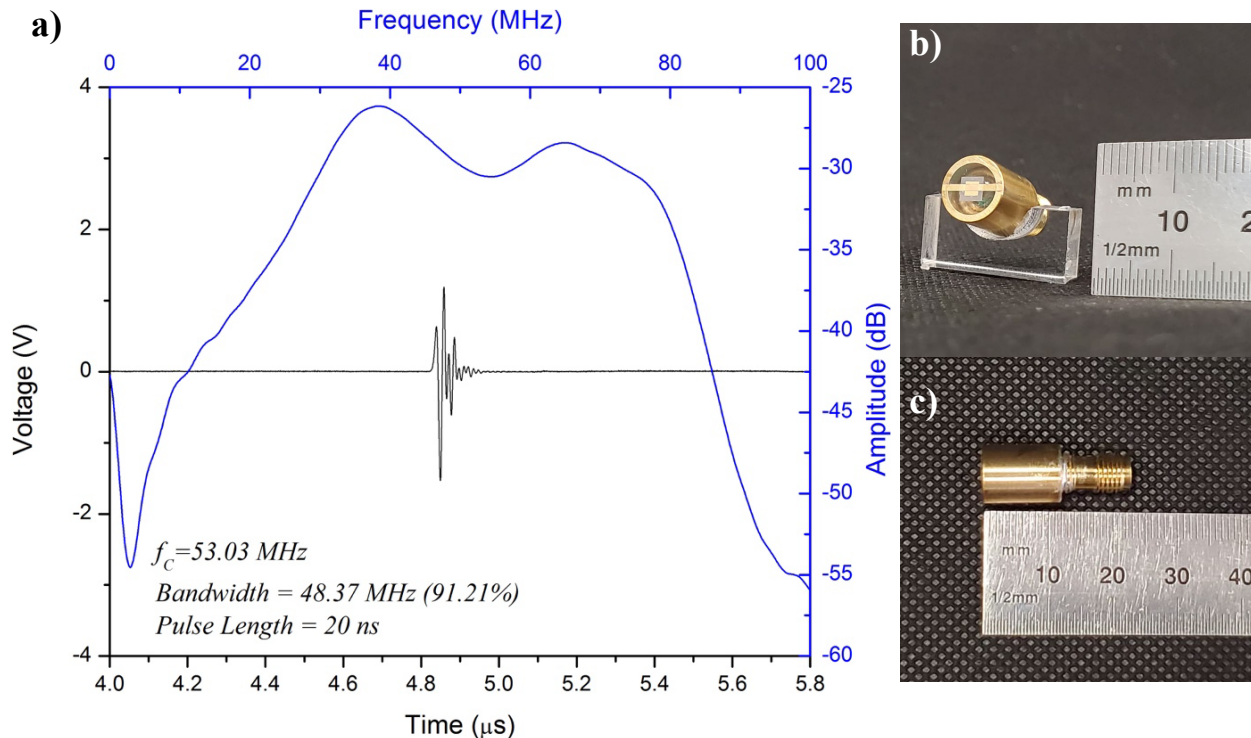 a)
Frequency (MHz)
0 20 40 60 80 100
4
2
0
-2
-4
Voltage (V)
-25
-30
-35
-40
-45
-50
-55
-60
Amplitude (dB)
f_C=53.03 MHz
Bandwidth = 48.37 MHz (91.21%)
Pulse Length = 20 ns
4.0 4.2 4.4 4.6 4.8 5.0 5.2 5.4 5.6 5.8
Time (μs)
b)
mm
10 2
1/2mm
c)
mm
10 20 30 40
1/2mm